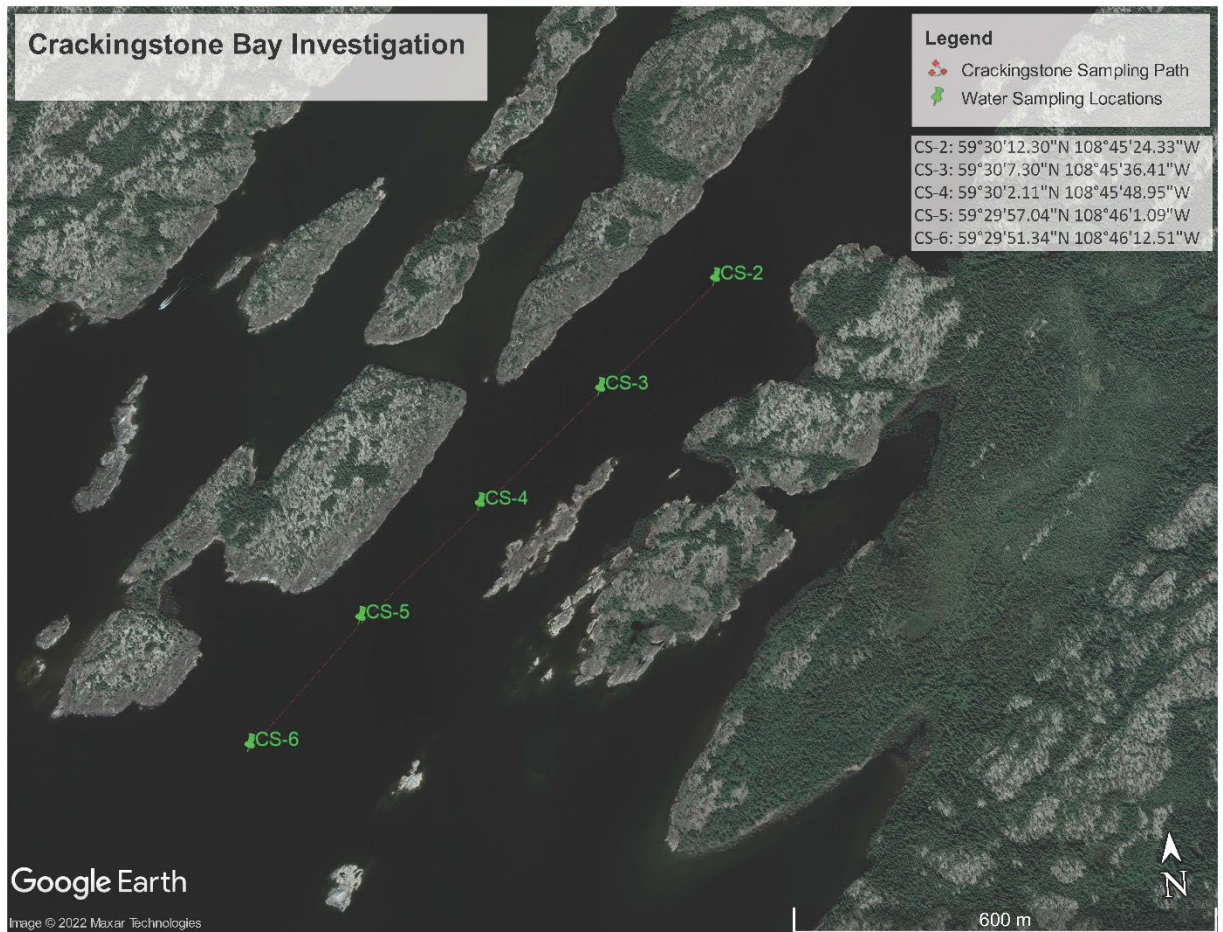 Crackingstone Bay Investigation
Legend
Crackingstone Sampling Path
Water Sampling Locations
CS-2: 59°30'12.30"N 108°45'24.33"W
CS-3: 59°30'7.30"N 108°45'36.41"W
CS-4: 59°30'2.11"N 108°45'48.95"W
CS-5: 59°29'57.04"N 108°46'1.09"W
CS-6: 59°29'51.34"N 108°46'12.51"W
CS-2
CS-3
CS-4
CS-5
CS-6
Google Earth
N
Image © 2022 Maxar Technologies
600 m